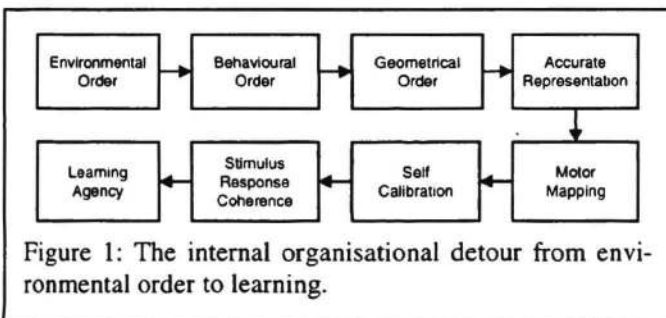 Environmental
Order
Behavioural
Order
Geometrical
Order
Accurate
Representation
Learning
Agency
Stimulus
Response
Coherence
Self
Calibration
Motor
Mapping
Figure 1: The internal organisational detour from envi-
ronmental order to learning.